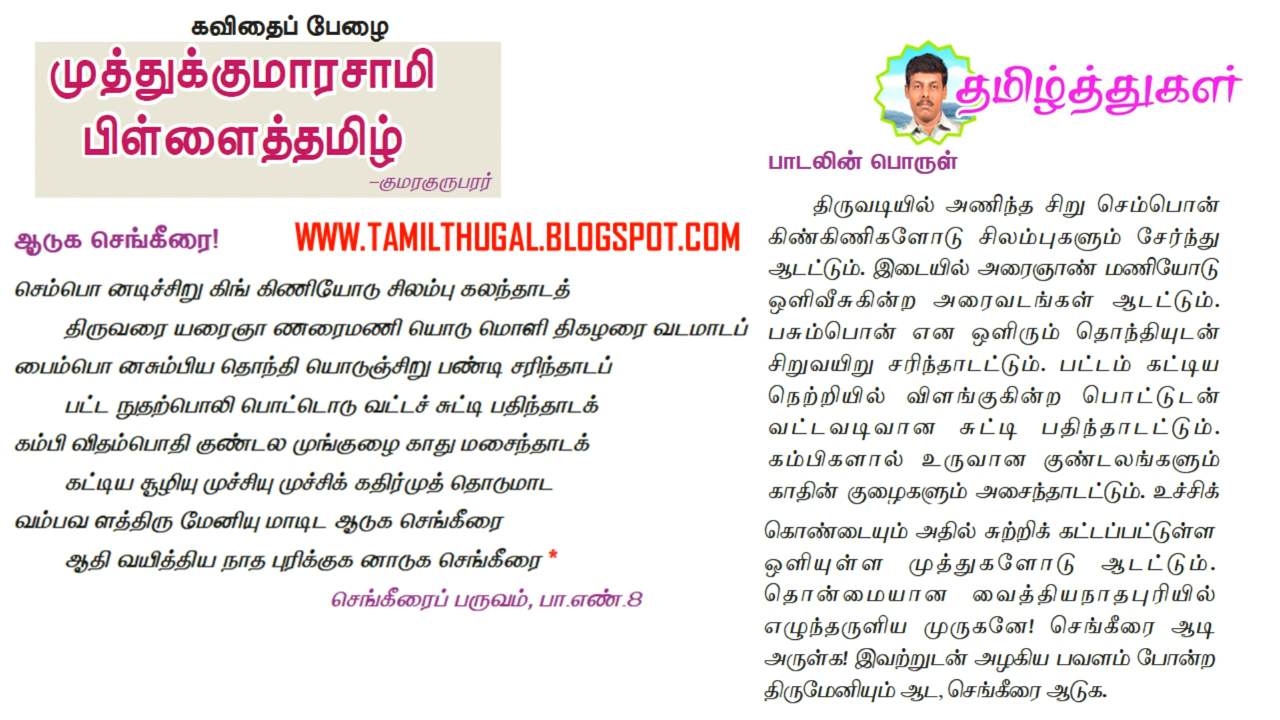 கவிதைப் பேழை
முத்துக்குமாரசாமி
பிள்ளைத்தமிழ்
–குமரகுருபரர்
ஆடுக செங்கீரை!
WWW.TAMILTHUGAL.BLOGSPOT.COM
செம்பொ னடிச்சிறு கிங் கிணியோடு சிலம்பு கலந்தாடத்
திருவரை யரைஞா ணரைமணி யொடு மொளி திகழரை வடமாடப்
பைம்பொ னசும்பிய தொந்தி யொடுஞ்சிறு பண்டி சரிந்தாடப்
பட்ட நுதற்பொலி பொட்டொடு வட்டச் சுட்டி பதிந்தாடக்
கம்பி விதம்பொதி குண்டல முங்குழை காது மசைந்தாடக்
கட்டிய சூழியு முச்சியு முச்சிக் கதிர்முத் தொடுமாட
வம்பவ ளத்திரு மேனியு மாடிட ஆடுக செங்கீரை
ஆதி வயித்திய நாத புரிக்குக னாடுக செங்கீரை *
செங்கீரைப் பருவம், பா.எண்.8
தமிழ்த்துகள்
பாடலின் பொருள்
திருவடியில் அணிந்த சிறு செம்பொன்
கிண்கிணிகளோடு சிலம்புகளும் சேர்ந்து
ஆடட்டும். இடையில் அரைஞாண் மணியோடு
ஒளிவீசுகின்ற அரைவடங்கள் ஆடட்டும்.
பசும்பொன் என ஒளிரும் தொந்தியுடன்
சிறுவயிறு சரிந்தாடட்டும். பட்டம் கட்டிய
நெற்றியில் விளங்குகின்ற பொட்டுடன்
வட்டவடிவான சுட்டி பதிந்தாடட்டும்.
கம்பிகளால் உருவான குண்டலங்களும்
காதின் குழைகளும் அசைந்தாடட்டும். உச்சிக்
கொண்டையும் அதில் சுற்றிக் கட்டப்பட்டுள்ள
ஒளியுள்ள முத்துகளோடு ஆடட்டும்.
தொன்மையான வைத்தியநாதபுரியில்
எழுந்தருளிய முருகனே! செங்கீரை ஆடி
அருள்க! இவற்றுடன் அழகிய பவளம் போன்ற
திருமேனியும் ஆட, செங்கீரை ஆடுக.